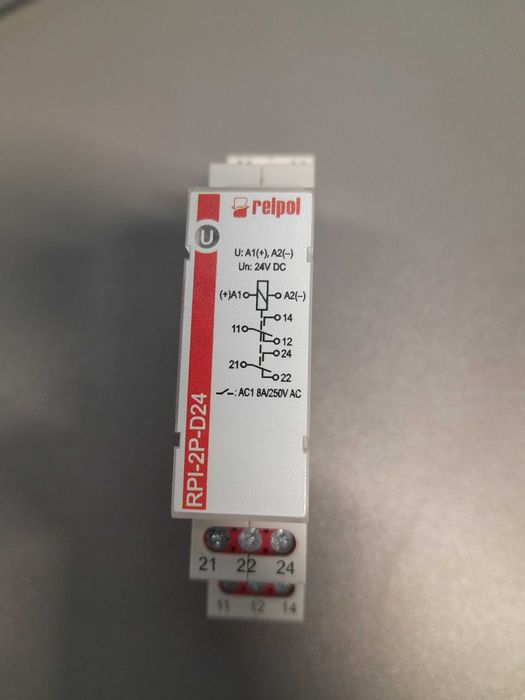 relpol
U
U: A1(+), A2(–)
Un: 24V DC
(+)A1 A2(–)
14
11
12
24
21
22
: AC1 8A/250V AC
RPI-2P-D24
21 22 24
11 12 14